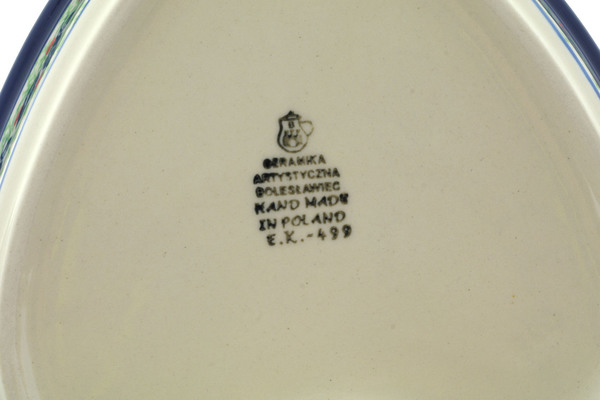 CERAMIKA
ARTYSTYCZNA
BOLESŁAWIEC
HAND MADE
IN POLAND
E.K.-499